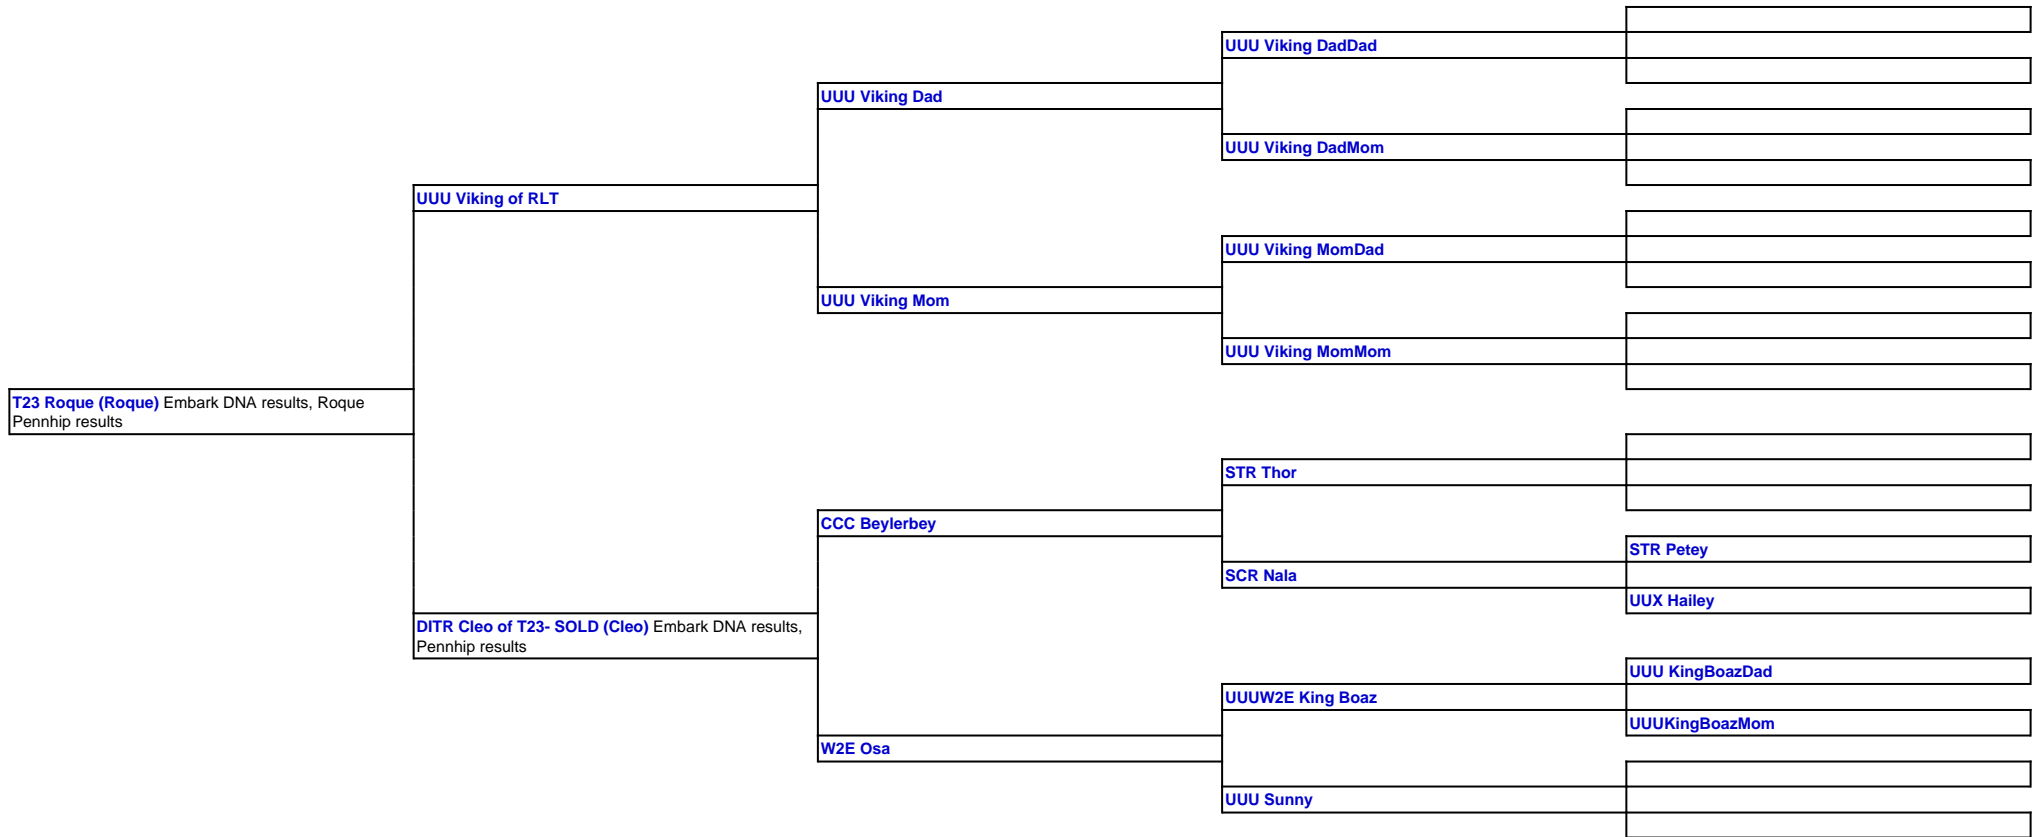 UUU Viking DadDad
UUU Viking Dad
UUU Viking DadMom
UUU Viking of RLT
UUU Viking MomDad
UUU Viking Mom
UUU Viking MomMom
T23 Roque (Roque) Embark DNA results, Roque
Pennhip results
STR Thor
CCC Beylerbey
STR Petey
SCR Nala
UUX Hailey
DITR Cleo of T23- SOLD (Cleo) Embark DNA results,
Pennhip results
UUU KingBoazDad
UUUW2E King Boaz
UUUKingBoazMom
W2E Osa
UUU Sunny